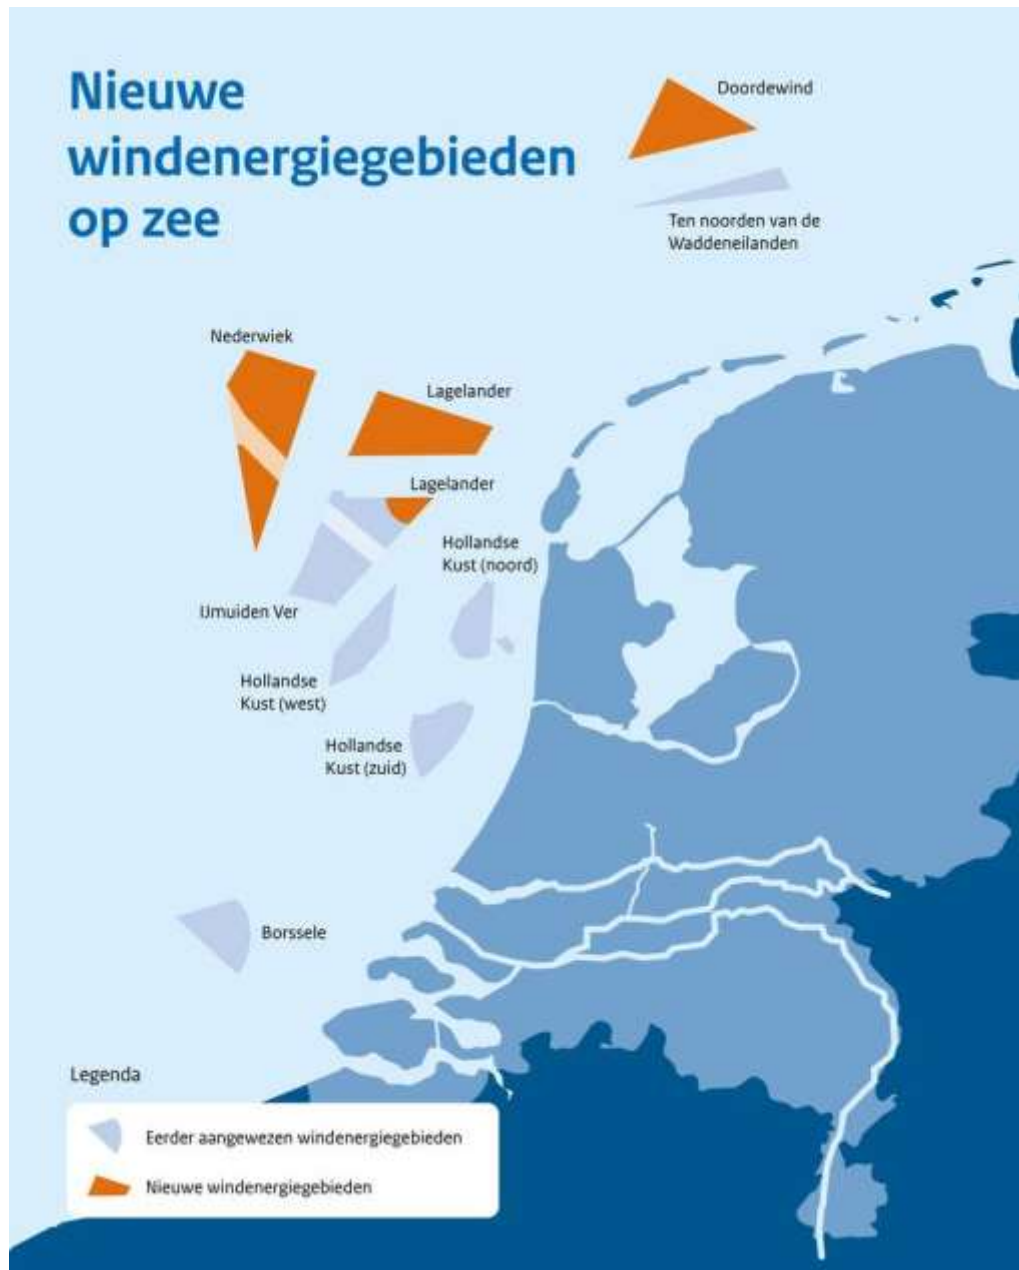 Nieuwe
windenergiegebieden
op zee
Doordewind
Ten noorden van de
Waddeneilanden
Nederwiek
Lagelander
Lagelander
Hollandse
Kust (noord)
IJmuiden Ver
Hollandse
Kust (west)
Hollandse
Kust (zuid)
Borssele
Legenda
Eerder aangewezen windenergiegebieden
Nieuwe windenergiegebieden